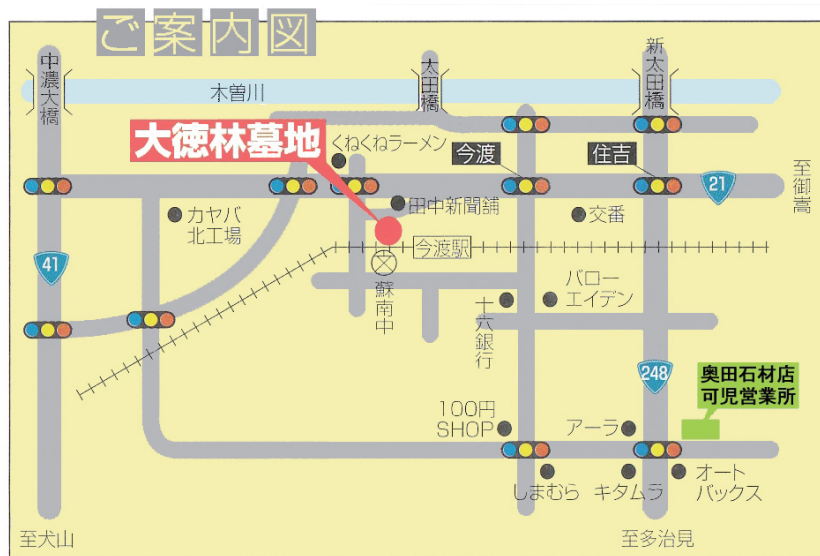 ご案内図
中濃大橋
太田橋
新太田橋
木曽川
大徳林墓地
くねくねラーメン
今渡
住吉
21
至御嵩
カヤバ
北工場
田中新聞舗
交番
今渡駅
41
蘇南中
バロー
エイデン
十六銀行
248
奥田石材店
可児営業所
100円
SHOP
アーラ
しまむら
キタムラ
オート
バックス
至犬山
至多治見